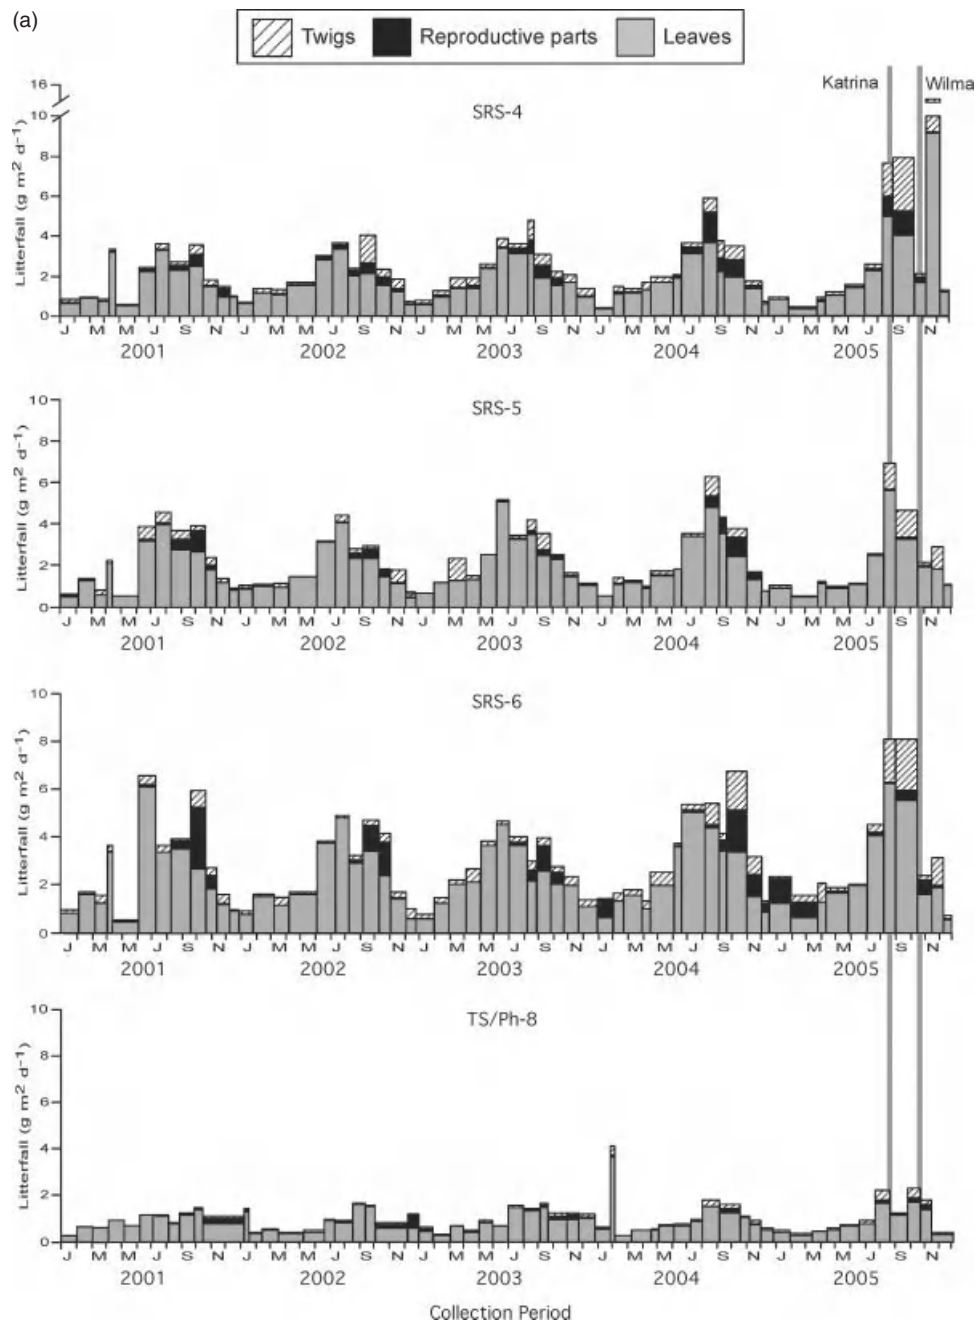 (a)
Twigs Reproductive parts Leaves
Katrina Wilma
SRS-4
Litterfall (g m² d⁻¹)
16
10
8
6
4
2
0
J M M J S N J M M J S N J M M J S N J M M J S N J M M J S N
2001 2002 2003 2004 2005
SRS-5
Litterfall (g m² d⁻¹)
10
8
6
4
2
0
J M M J S N J M M J S N J M M J S N J M M J S N J M M J S N
2001 2002 2003 2004 2005
SRS-6
Litterfall (g m² d⁻¹)
10
8
6
4
2
0
J M M J S N J M M J S N J M M J S N J M M J S N J M M J S N
2001 2002 2003 2004 2005
TS/Ph-8
Litterfall (g m² d⁻¹)
10
8
6
4
2
0
J M M J S N J M M J S N J M M J S N J M M J S N J M M J S N
2001 2002 2003 2004 2005
Collection Period